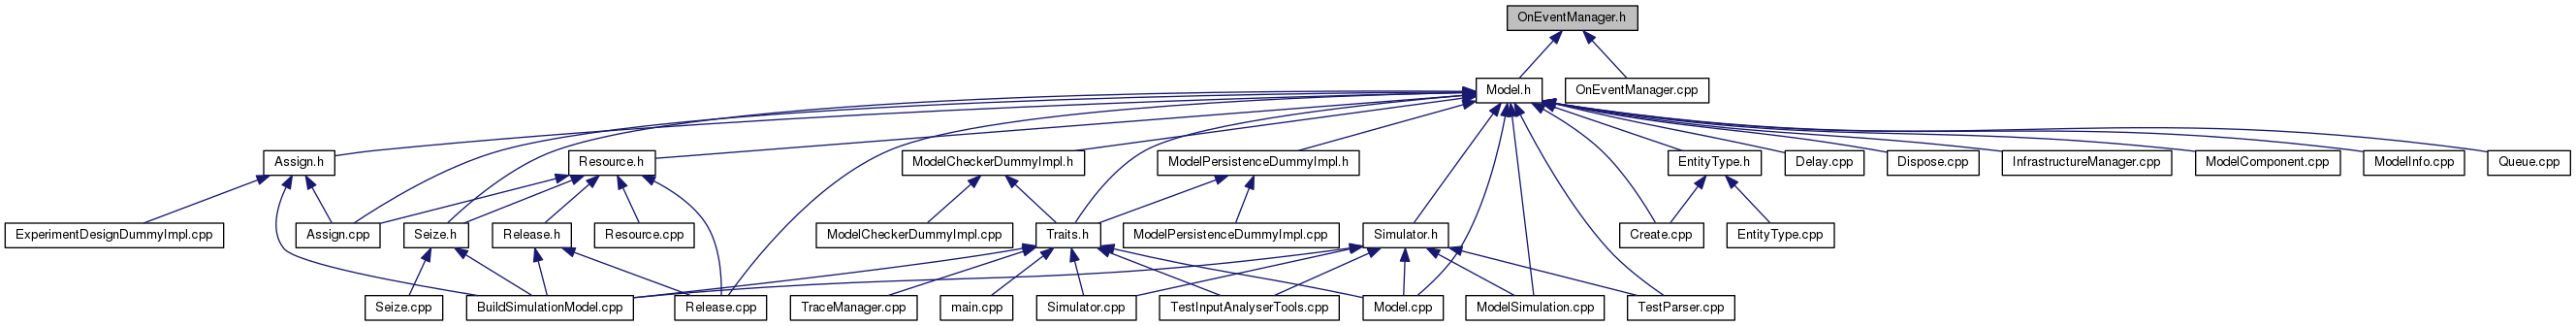 OnEventManager.h
Model.h
OnEventManager.cpp
Assign.h
Resource.h
ModelCheckerDummyImpl.h
ModelPersistenceDummyImpl.h
EntityType.h
Delay.cpp
Dispose.cpp
InfrastructureManager.cpp
ModelComponent.cpp
ModelInfo.cpp
Queue.cpp
ExperimentDesignDummyImpl.cpp
Assign.cpp
Seize.h
Release.h
Resource.cpp
ModelCheckerDummyImpl.cpp
Traits.h
ModelPersistenceDummyImpl.cpp
Simulator.h
Create.cpp
EntityType.cpp
Seize.cpp
BuildSimulationModel.cpp
Release.cpp
TraceManager.cpp
main.cpp
Simulator.cpp
TestInputAnalyserTools.cpp
Model.cpp
ModelSimulation.cpp
TestParser.cpp